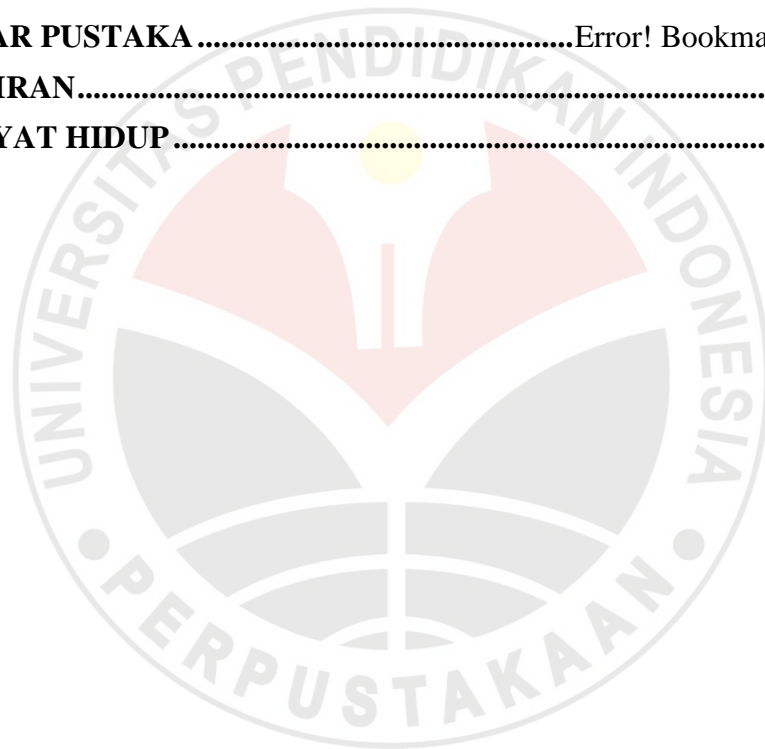 AR PUSTAKA ............................................... Error! Bookma
IRAN ......................................................................................
YAT HIDUP ..........................................................................
UNIVERSITAS PENDIDIKAN INDONESIA
PERPUSTAKAAN